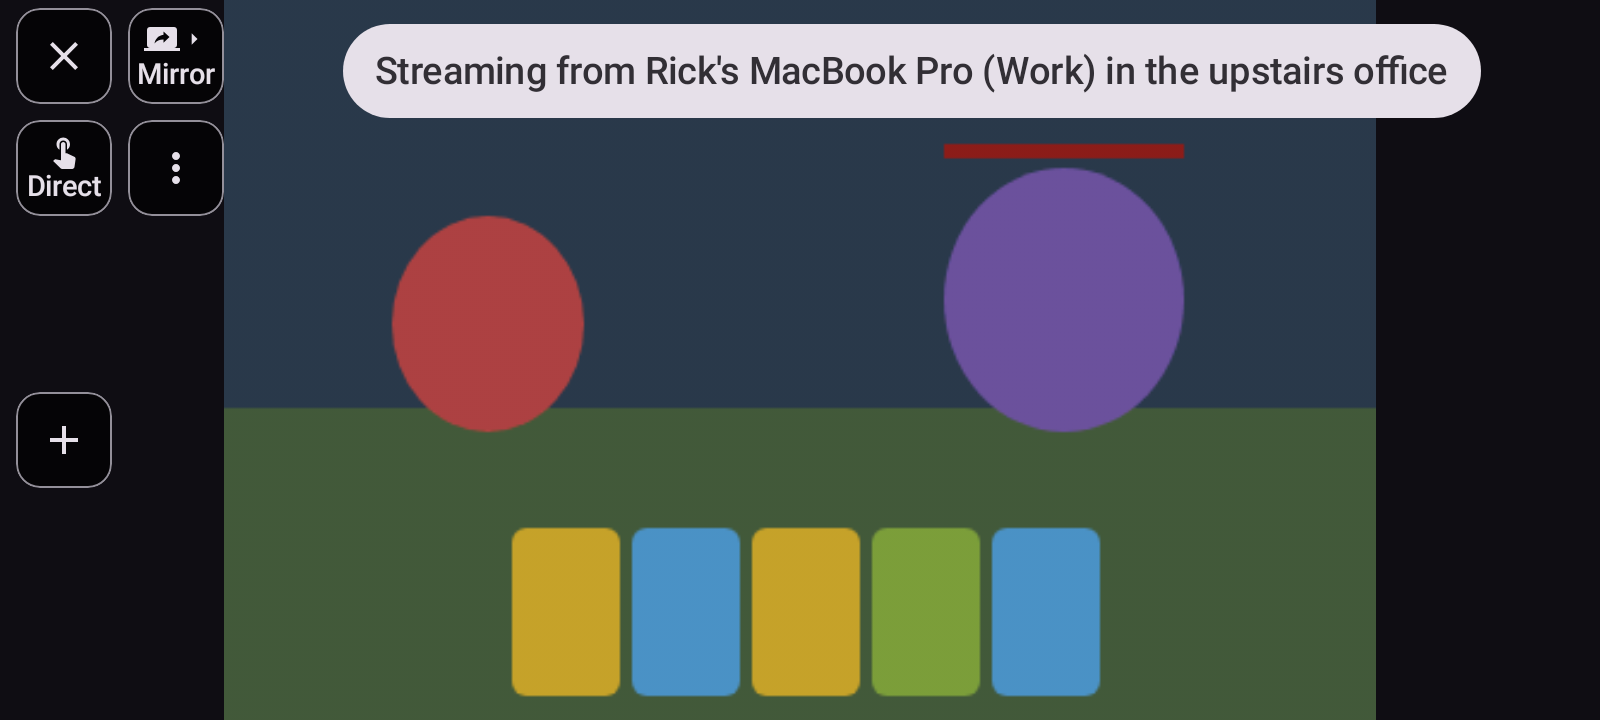 Mirror
Streaming from Rick's MacBook Pro (Work) in the upstairs office
Direct